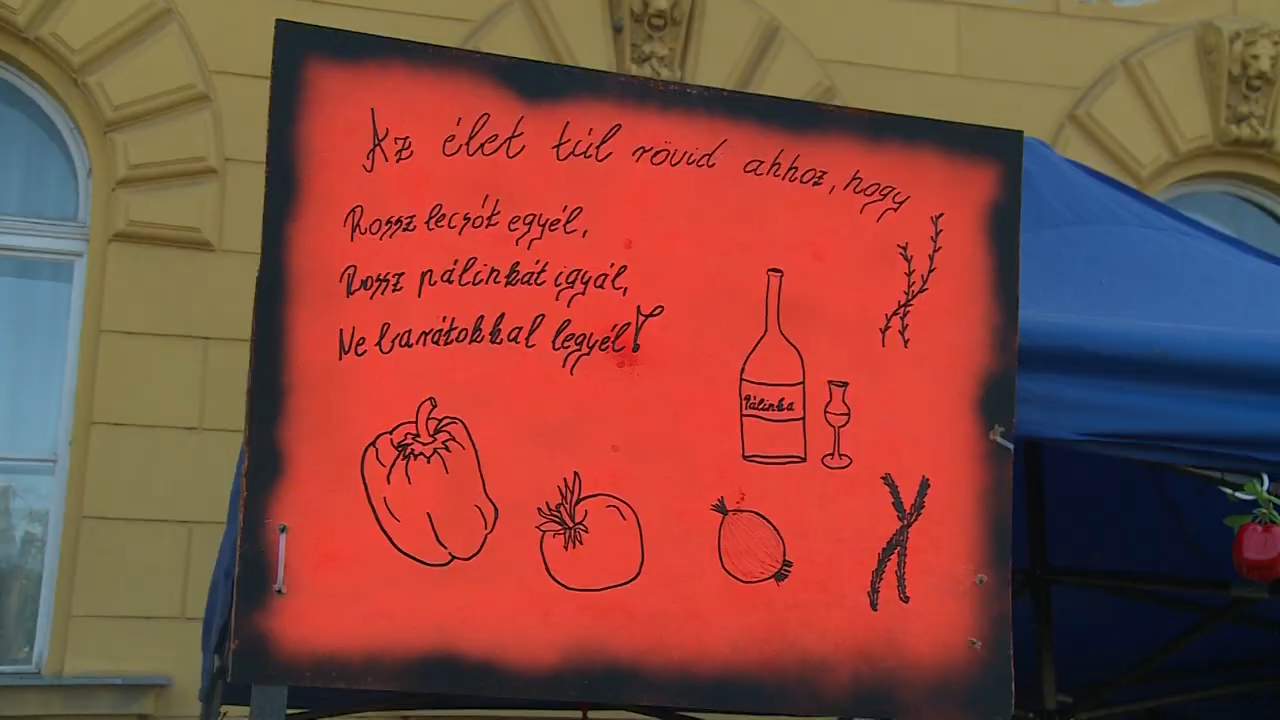 Az élet túl rövid ahhoz, hogy
Rossz lecsót egyél,
Rossz pálinkát igyál,
Ne barátokkal legyél!
Pálinka